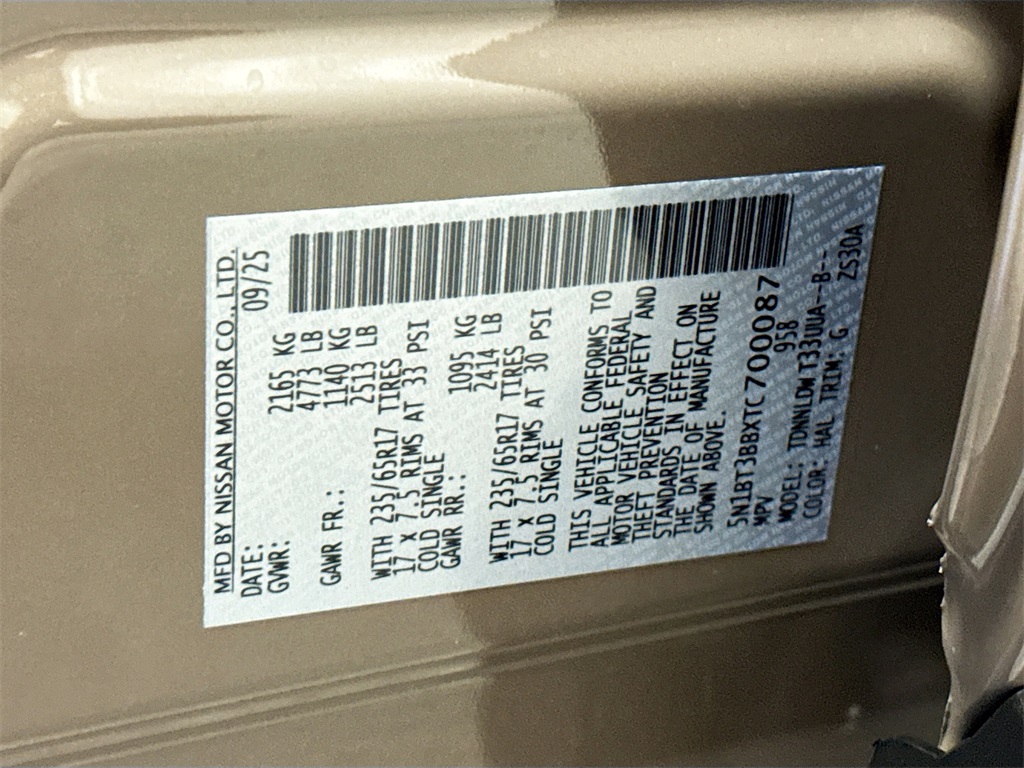 MFD BY NISSAN MOTOR CO., LTD.
DATE: 09/25
GVWR: 2165 KG
4773 LB
GAWR FR.: 1140 KG
2513 LB
WITH 235/65R17 TIRES
17 X 7.5 RIMS AT 33 PSI
COLD SINGLE
GAWR RR.: 1095 KG
2414 LB
WITH 235/65R17 TIRES
17 X 7.5 RIMS AT 30 PSI
COLD SINGLE
THIS VEHICLE CONFORMS TO
ALL APPLICABLE FEDERAL
MOTOR VEHICLE SAFETY AND
THEFT PREVENTION
STANDARDS IN EFFECT ON
THE DATE OF MANUFACTURE
SHOWN ABOVE.
5N1BT3BBXTC700087
MPV 958
MODEL: TDNNLDW T33UUA--B--
COLOR: HAL TRIM: G ZS30A